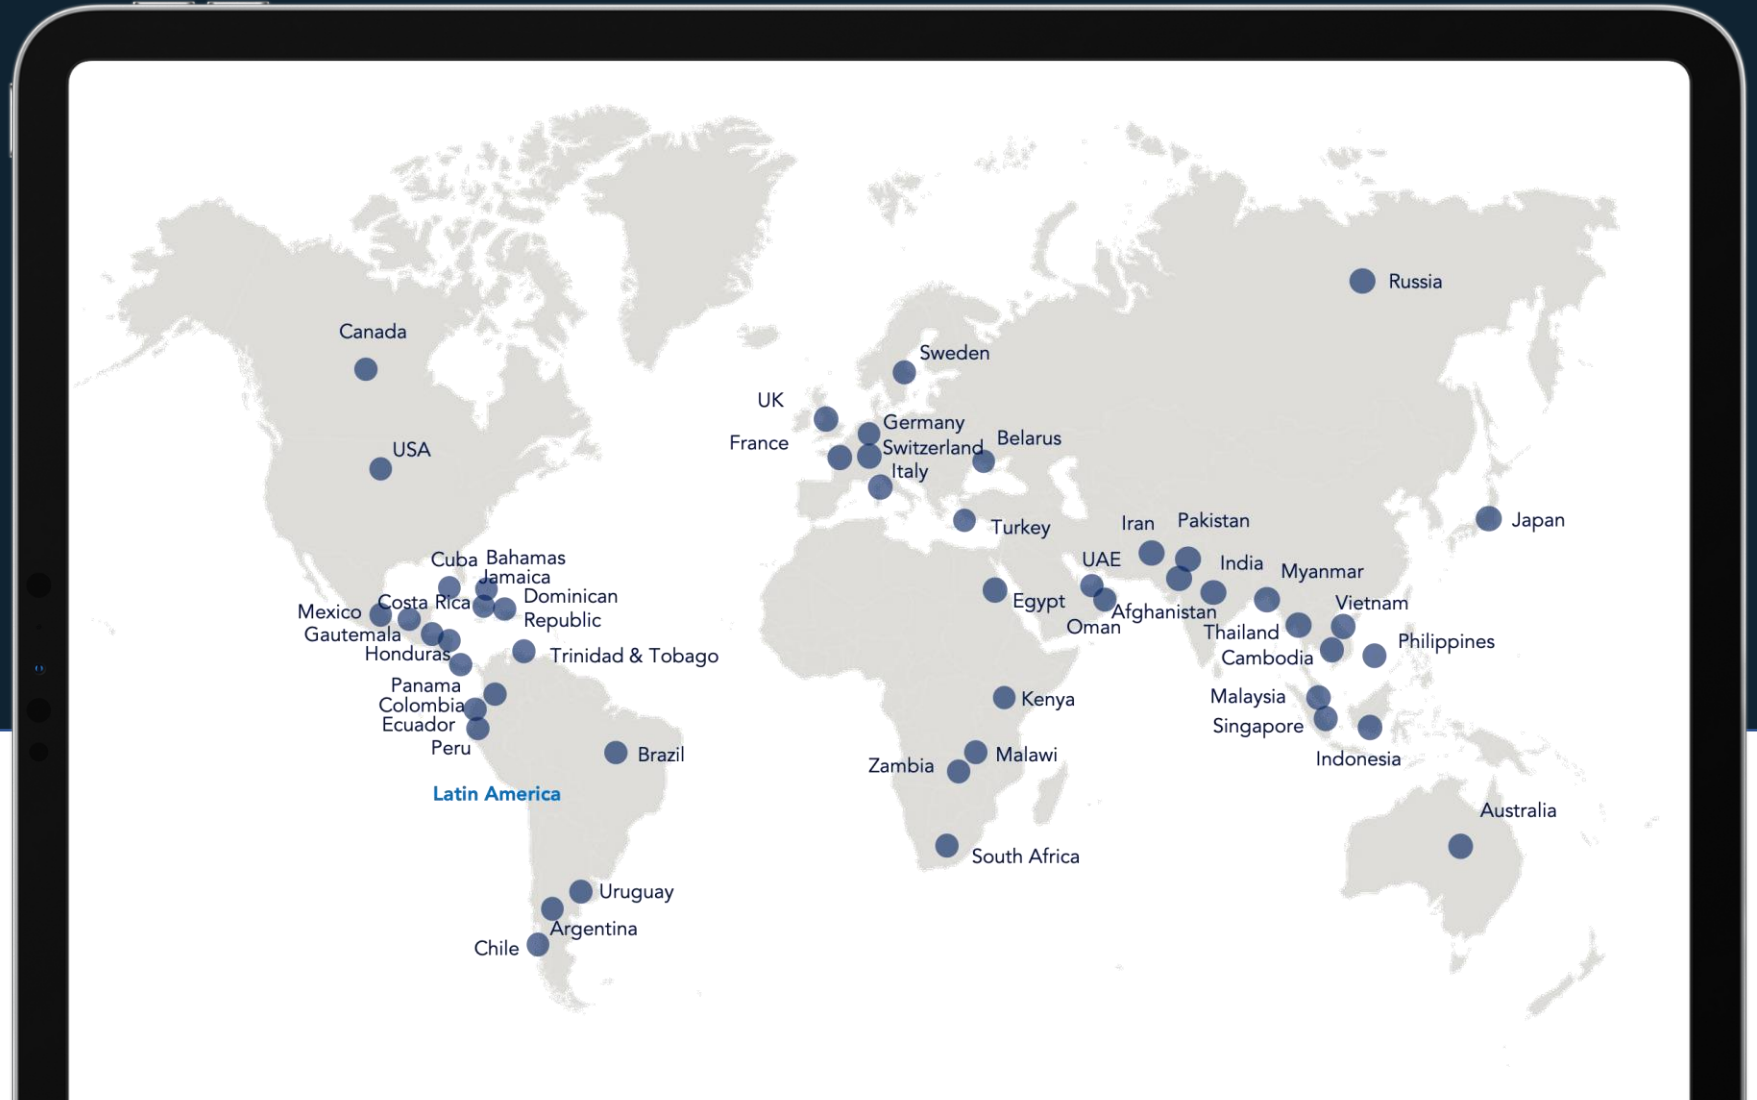 Russia
Canada
Sweden
UK
Germany
Belarus
France
Switzerland
USA
Italy
Iran
Pakistan
Japan
Turkey
Cuba
Bahamas
UAE
India
Jamaica
Myanmar
Costa Rica
Dominican
Republic
Egypt
Vietnam
Mexico
Afghanistan
Oman
Gautemala
Thailand
Philippines
Honduras
Trinidad & Tobago
Cambodia
Panama
Malaysia
Kenya
Colombia
Ecuador
Singapore
Peru
Brazil
Malawi
Indonesia
Zambia
Latin America
Australia
South Africa
Uruguay
Argentina
Chile